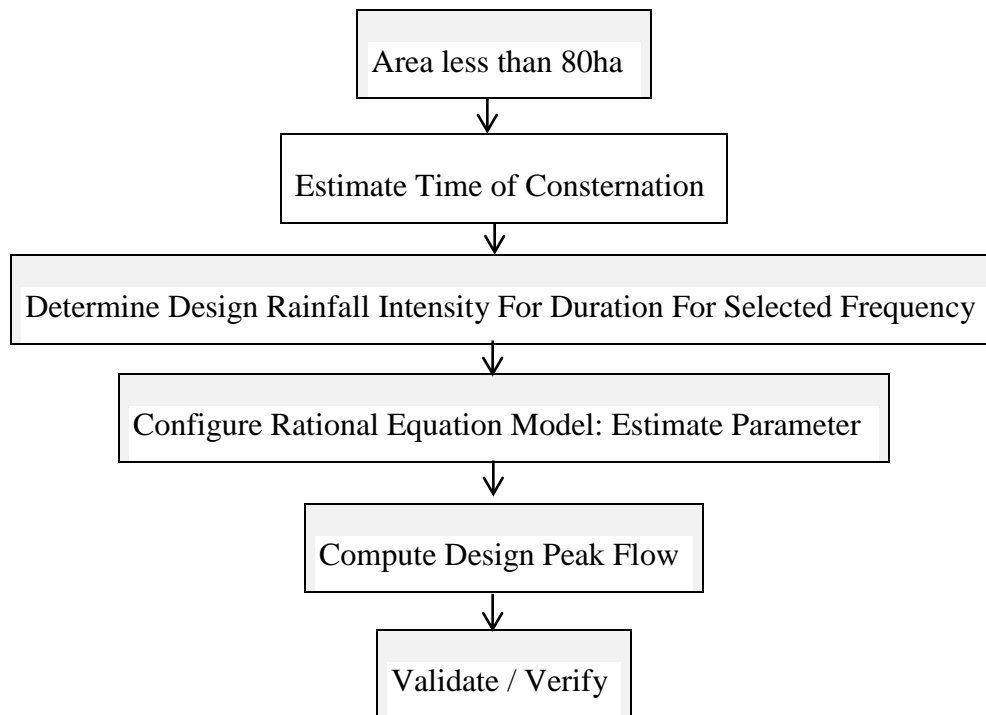 Area less than 80ha
Estimate Time of Consternation
Determine Design Rainfall Intensity For Duration For Selected Frequency
Configure Rational Equation Model: Estimate Parameter
Compute Design Peak Flow
Validate / Verify